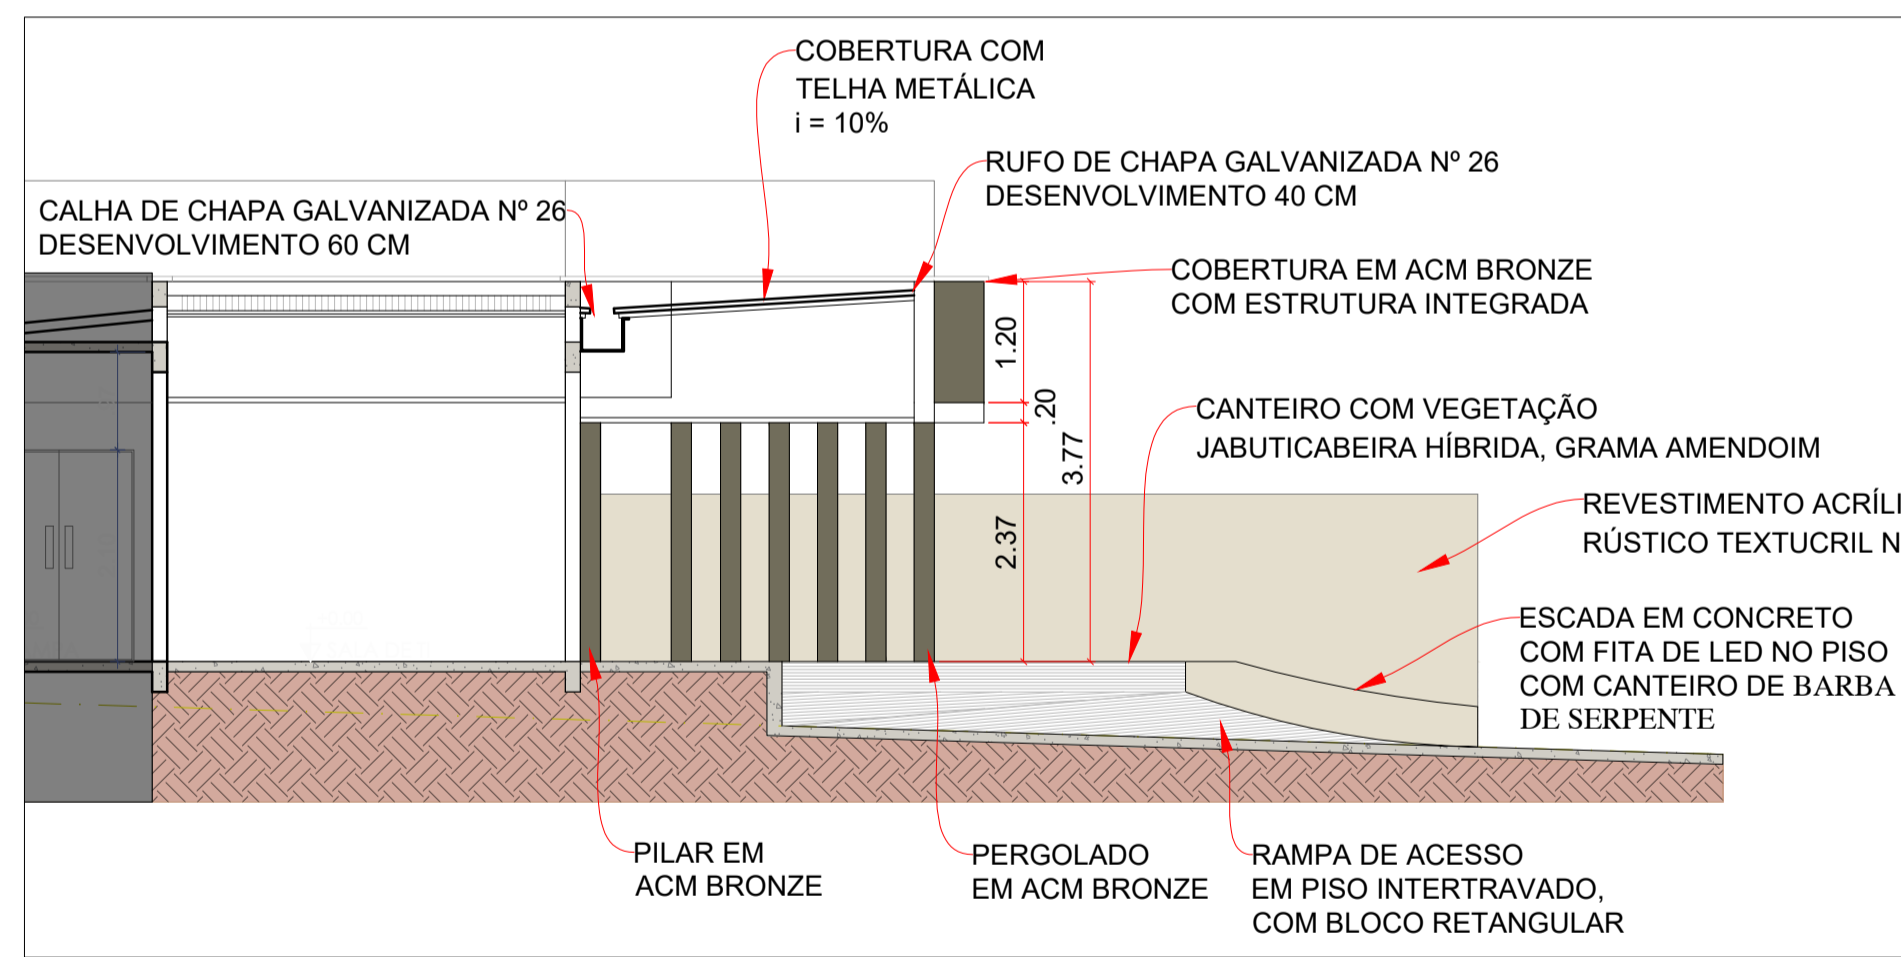 COBERTURA COM
TELHA METÁLICA
i = 10%
RUFO DE CHAPA GALVANIZADA Nº 26
DESENVOLVIMENTO 40 CM
CALHA DE CHAPA GALVANIZADA Nº 26
DESENVOLVIMENTO 60 CM
COBERTURA EM ACM BRONZE
COM ESTRUTURA INTEGRADA
1.20
.20
3.77
2.37
CANTEIRO COM VEGETAÇÃO
JABUTICABEIRA HÍBRIDA, GRAMA AMENDOIM
REVESTIMENTO ACRÍLI
RÚSTICO TEXTUCRIL N
ESCADA EM CONCRETO
COM FITA DE LED NO PISO
COM CANTEIRO DE BARBA
DE SERPENTE
PILAR EM
ACM BRONZE
PERGOLADO
EM ACM BRONZE
RAMPA DE ACESSO
EM PISO INTERTRAVADO,
COM BLOCO RETANGULAR